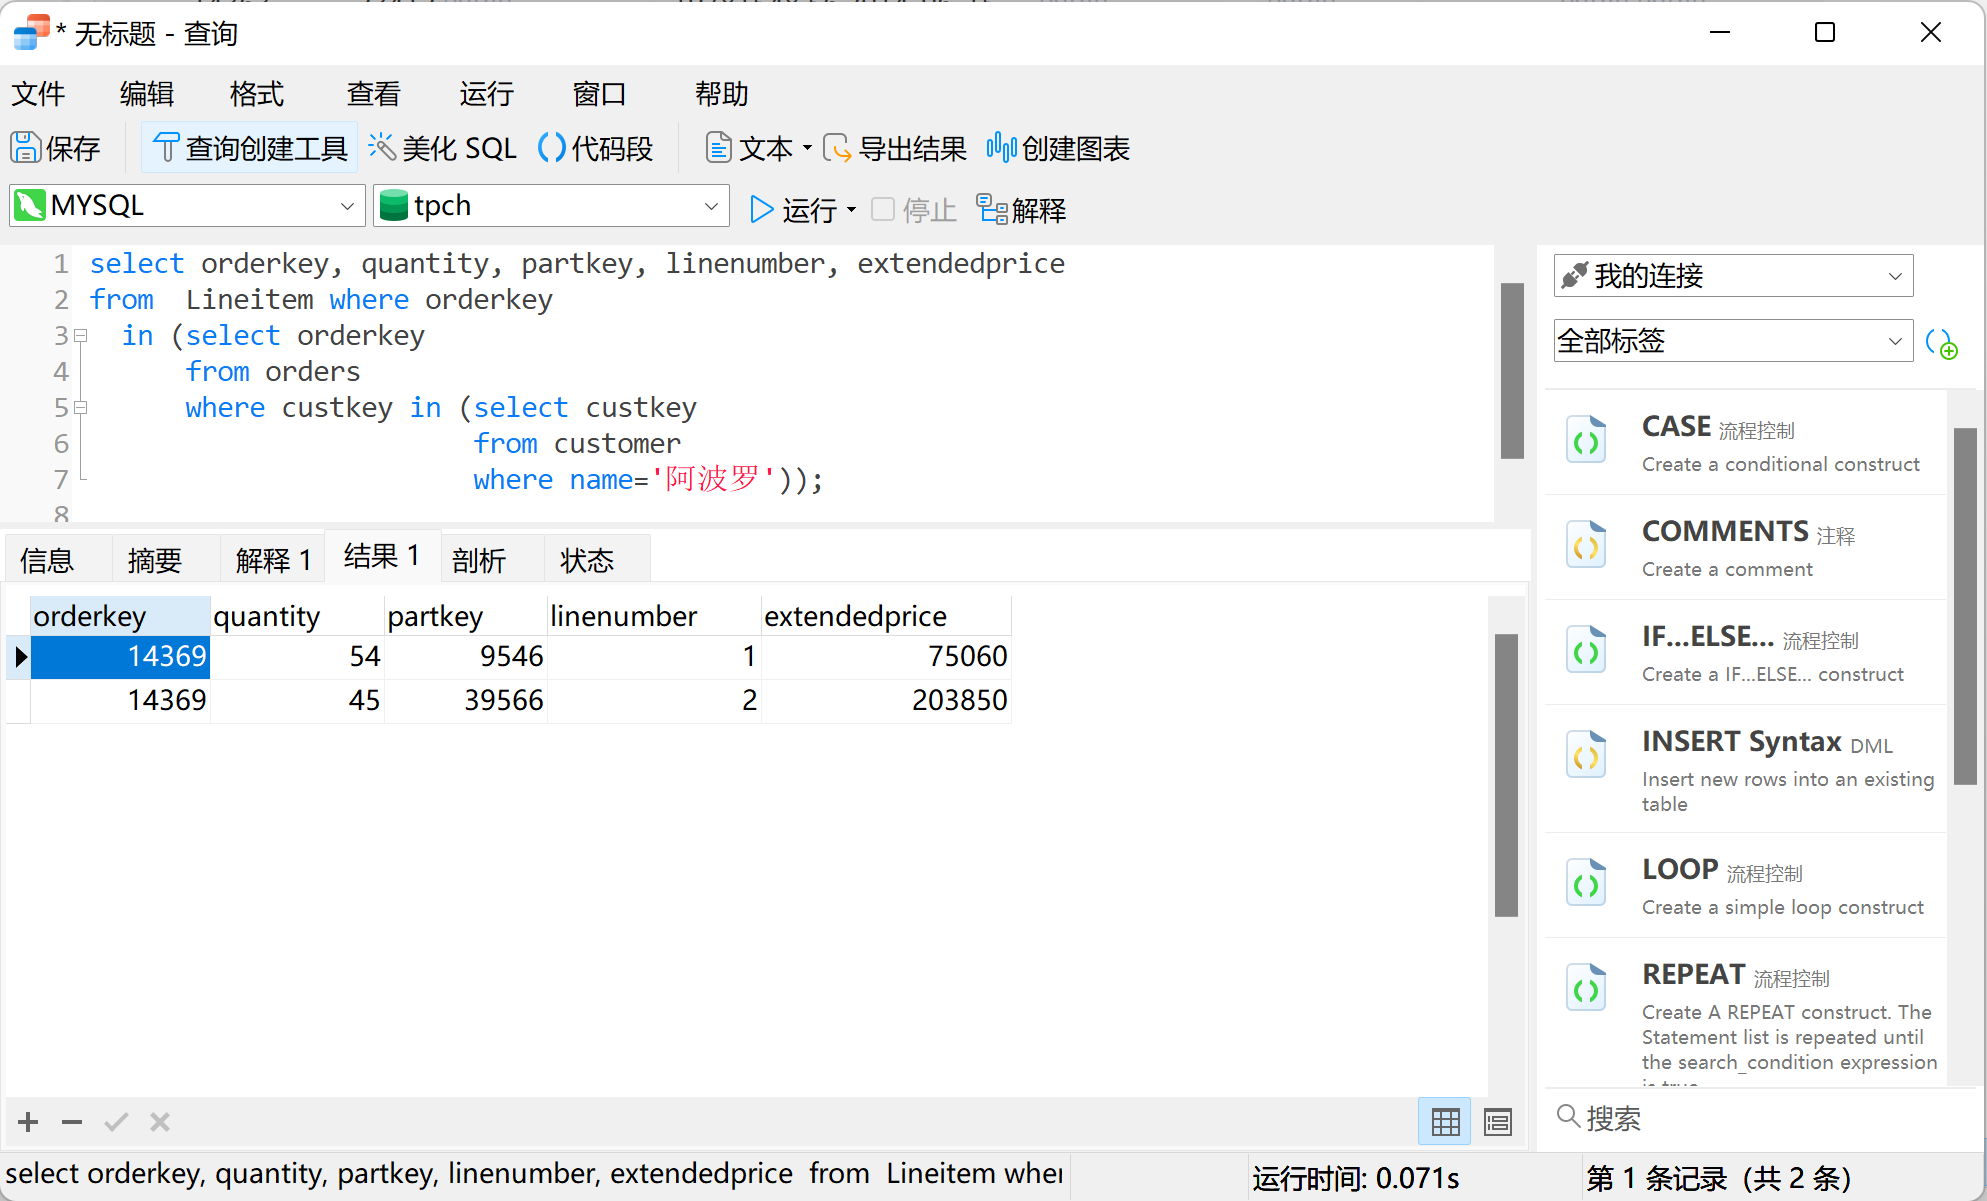 * 无标题 - 查询
文件 编辑 格式 查看 运行 窗口 帮助
保存 查询创建工具 美化 SQL 代码段 文本 导出结果 创建图表
MYSQL tpch 运行 停止 解释
1 select orderkey, quantity, partkey, linenumber, extendedprice
2 from  Lineitem where orderkey
3 in (select orderkey
4 from orders
5 where custkey in (select custkey
6 from customer
7 where name='阿波罗'));
8
信息 摘要 解释 1 结果 1 剖析 状态
orderkey quantity partkey linenumber extendedprice
14369 54 9546 1 75060
14369 45 39566 2 203850
我的连接
全部标签
CASE 流程控制
Create a conditional construct
COMMENTS 注释
Create a comment
IF...ELSE... 流程控制
Create a IF...ELSE... construct
INSERT Syntax DML
Insert new rows into an existing
table
LOOP 流程控制
Create a simple loop construct
REPEAT 流程控制
Create A REPEAT construct. The
Statement list is repeated until
the search_condition expression
is true
搜索
select orderkey, quantity, partkey, linenumber, extendedprice  from  Lineitem wher
运行时间: 0.071s
第 1 条记录 (共 2 条)